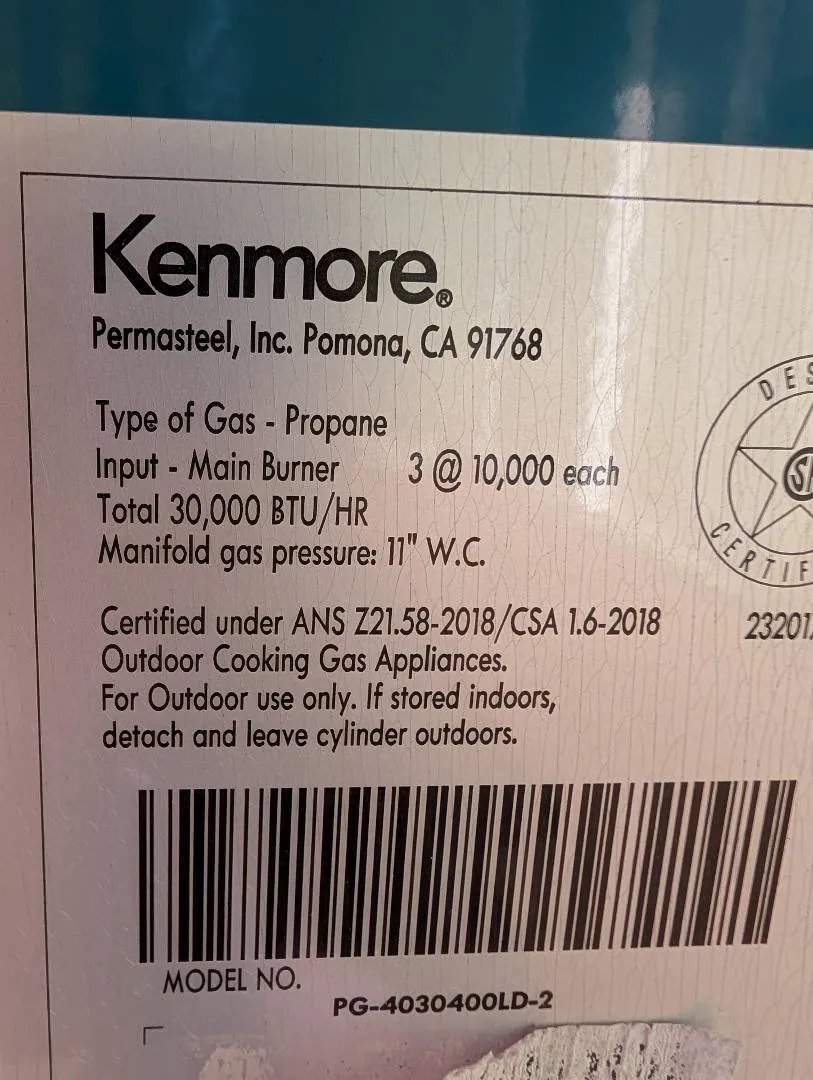 Kenmore®
Permasteel, Inc. Pomona, CA 91768
Type of Gas - Propane
Input - Main Burner 3 @ 10,000 each
Total 30,000 BTU/HR
Manifold gas pressure: 11" W.C.
Certified under ANS Z21.58-2018/CSA 1.6-2018
Outdoor Cooking Gas Appliances.
For Outdoor use only. If stored indoors,
detach and leave cylinder outdoors.
MODEL NO.
PG-4030400LD-2